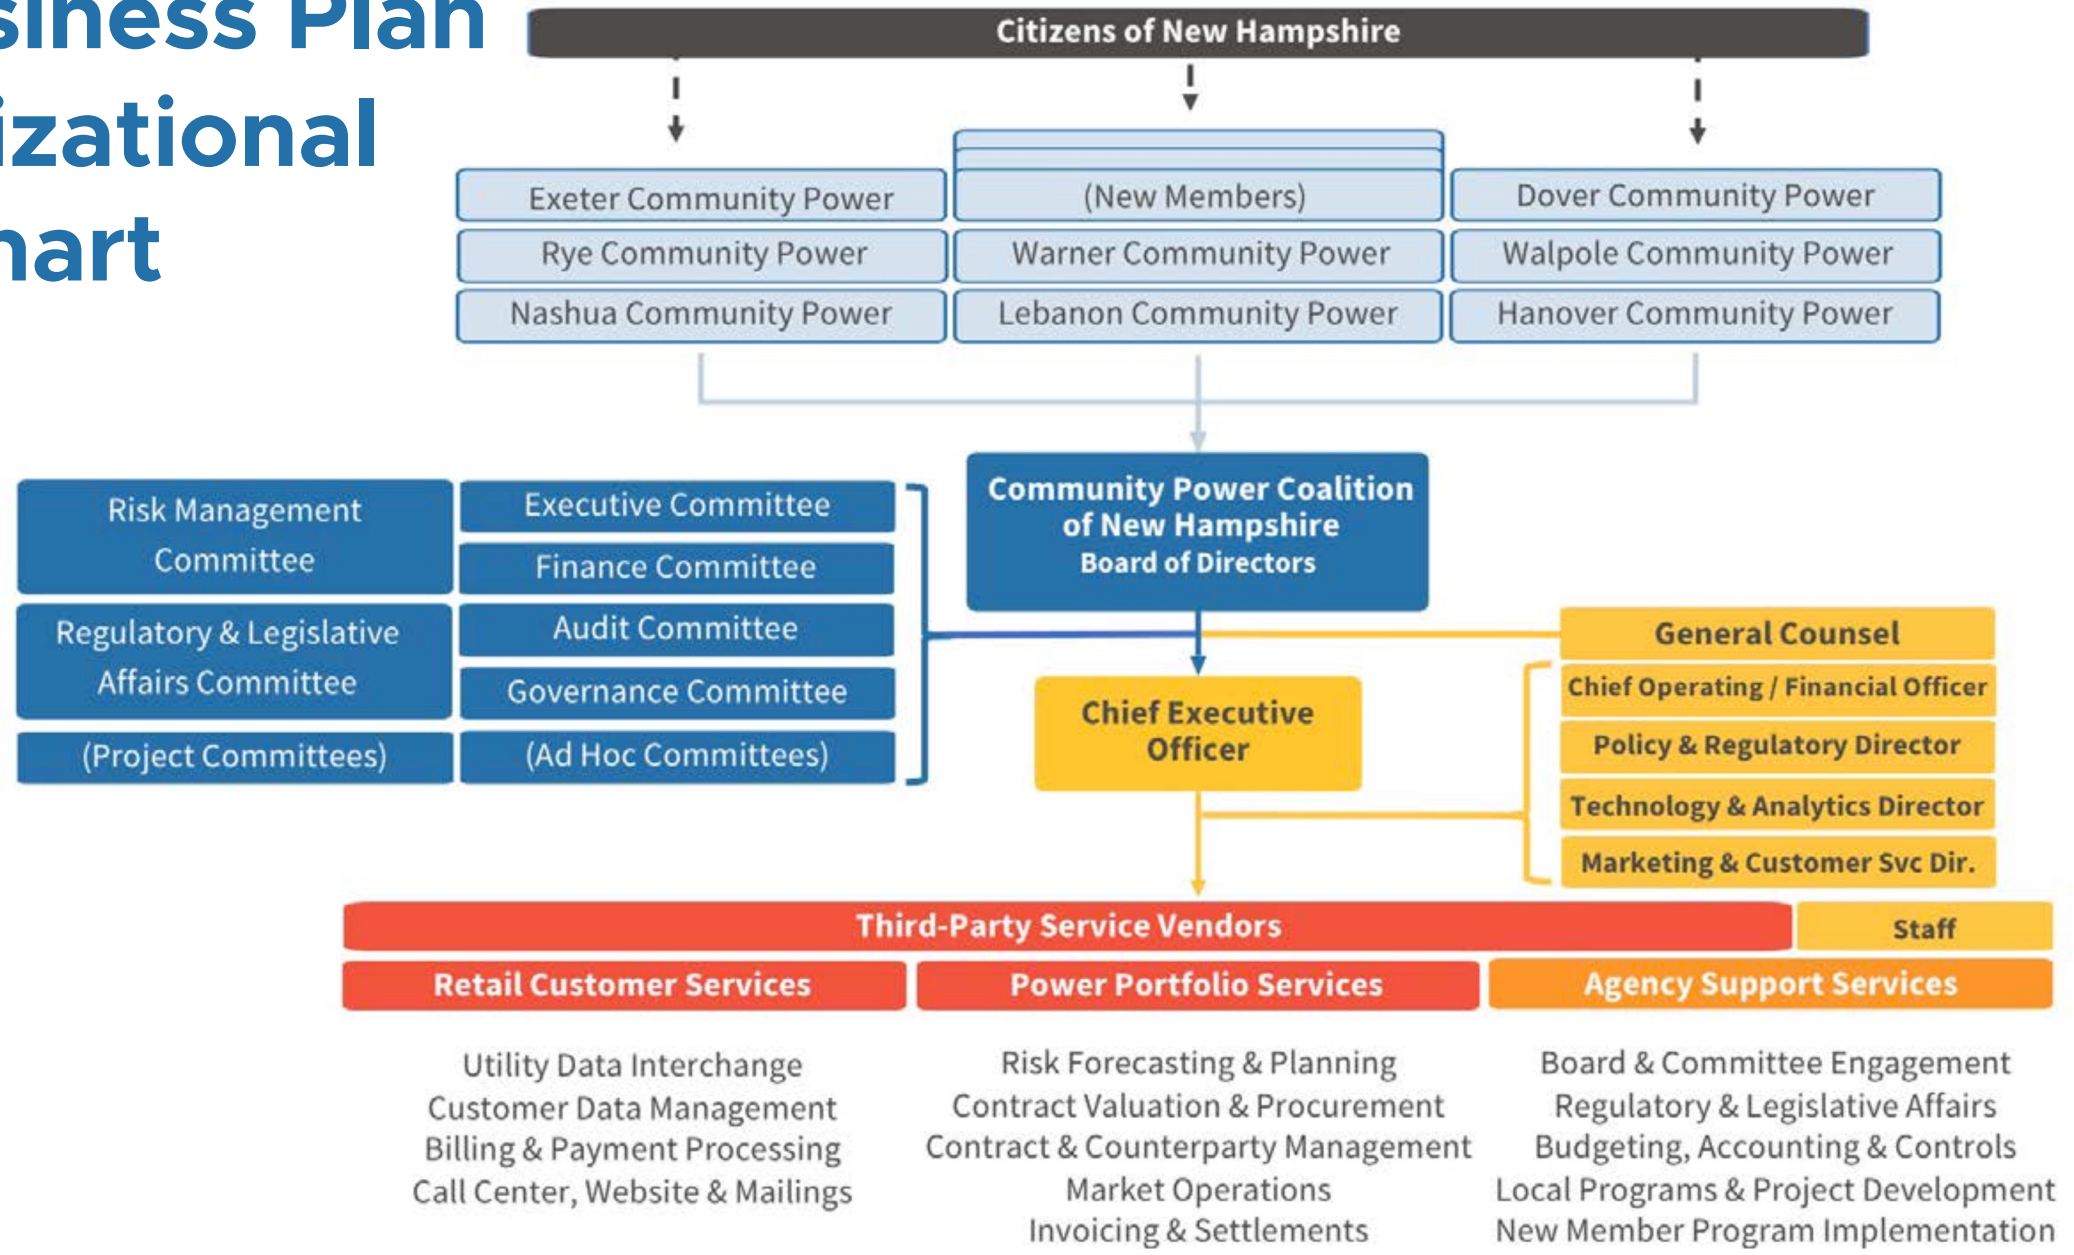 siness Plan
izational
hart
Citizens of New Hampshire
Exeter Community Power
(New Members)
Dover Community Power
Rye Community Power
Warner Community Power
Walpole Community Power
Nashua Community Power
Lebanon Community Power
Hanover Community Power
Community Power Coalition
of New Hampshire
Board of Directors
Risk Management
Committee
Regulatory & Legislative
Affairs Committee
(Project Committees)
Executive Committee
Finance Committee
Audit Committee
Governance Committee
(Ad Hoc Committees)
Chief Executive
Officer
General Counsel
Chief Operating / Financial Officer
Policy & Regulatory Director
Technology & Analytics Director
Marketing & Customer Svc Dir.
Third-Party Service Vendors
Staff
Retail Customer Services
Utility Data Interchange
Customer Data Management
Billing & Payment Processing
Call Center, Website & Mailings
Power Portfolio Services
Risk Forecasting & Planning
Contract Valuation & Procurement
Contract & Counterparty Management
Market Operations
Invoicing & Settlements
Agency Support Services
Board & Committee Engagement
Regulatory & Legislative Affairs
Budgeting, Accounting & Controls
Local Programs & Project Development
New Member Program Implementation